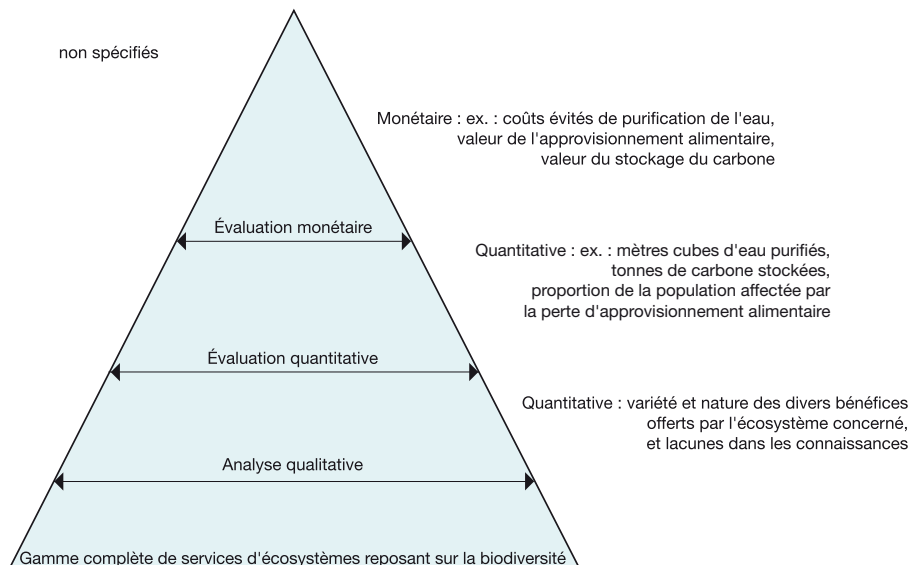 non spécifiés
Monétaire : ex. : coûts évités de purification de l'eau,
valeur de l'approvisionnement alimentaire,
valeur du stockage du carbone
Évaluation monétaire
Quantitative : ex. : mètres cubes d'eau purifiés,
tonnes de carbone stockées,
proportion de la population affectée par
la perte d'approvisionnement alimentaire
Évaluation quantitative
Quantitative : variété et nature des divers bénéfices
offerts par l'écosystème concerné,
et lacunes dans les connaissances
Analyse qualitative
Gamme complète de services d'écosystèmes reposant sur la biodiversité